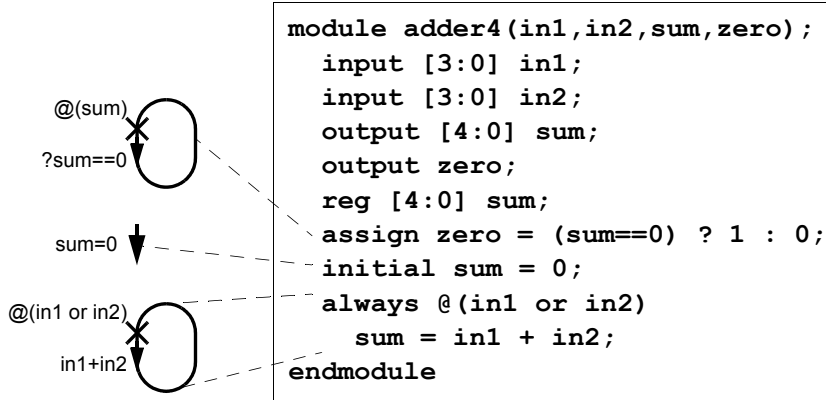 @(sum)
?sum==0
sum=0
@(in1 or in2)
in1+in2
module adder4(in1,in2,sum,zero);
input [3:0] in1;
input [3:0] in2;
output [4:0] sum;
output zero;
reg [4:0] sum;
assign zero = (sum==0) ? 1 : 0;
initial sum = 0;
always @(in1 or in2)
sum = in1 + in2;
endmodule